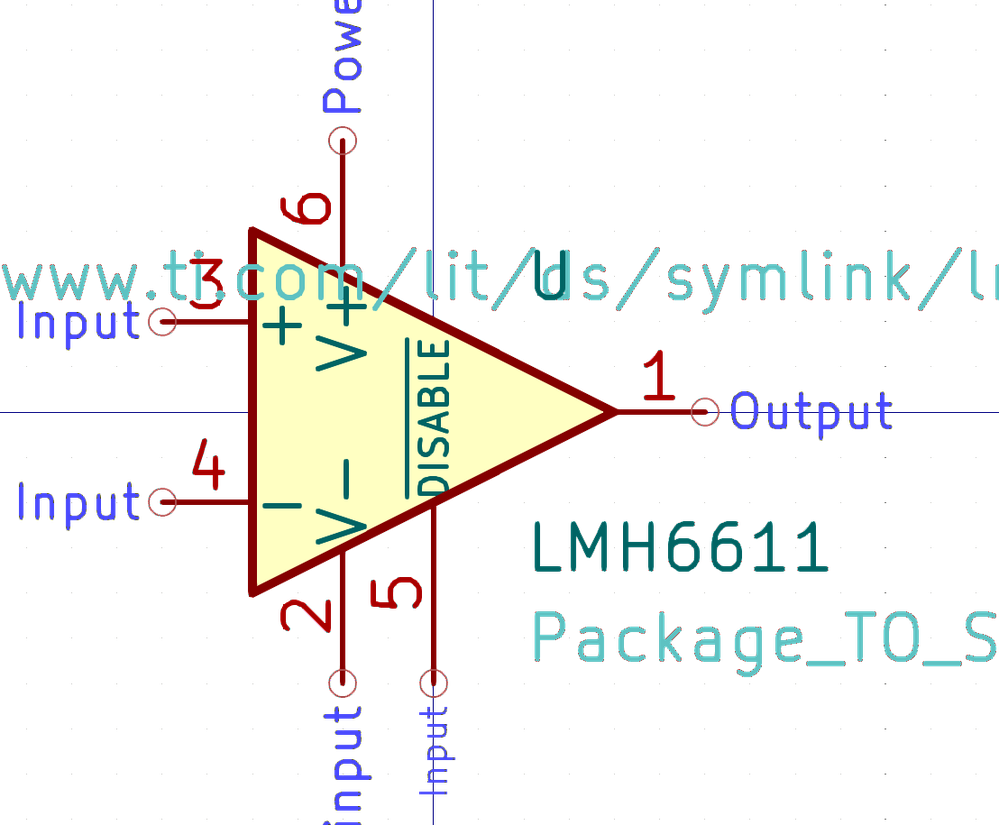 Powe
6
www.ti.com/lit/ds/symlink/l
U
3
Input
+
V+
DISABLE
1
Output
4
Input
−
V−
LMH6611
5
2
Package_TO_S
input
Input